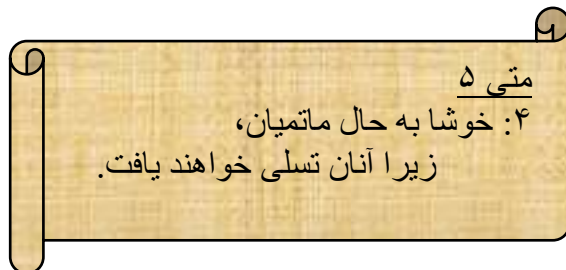 متی ۵
۴: خوشا به حال ماتمیان،
زیرا آنان تسلی خواهند یافت.